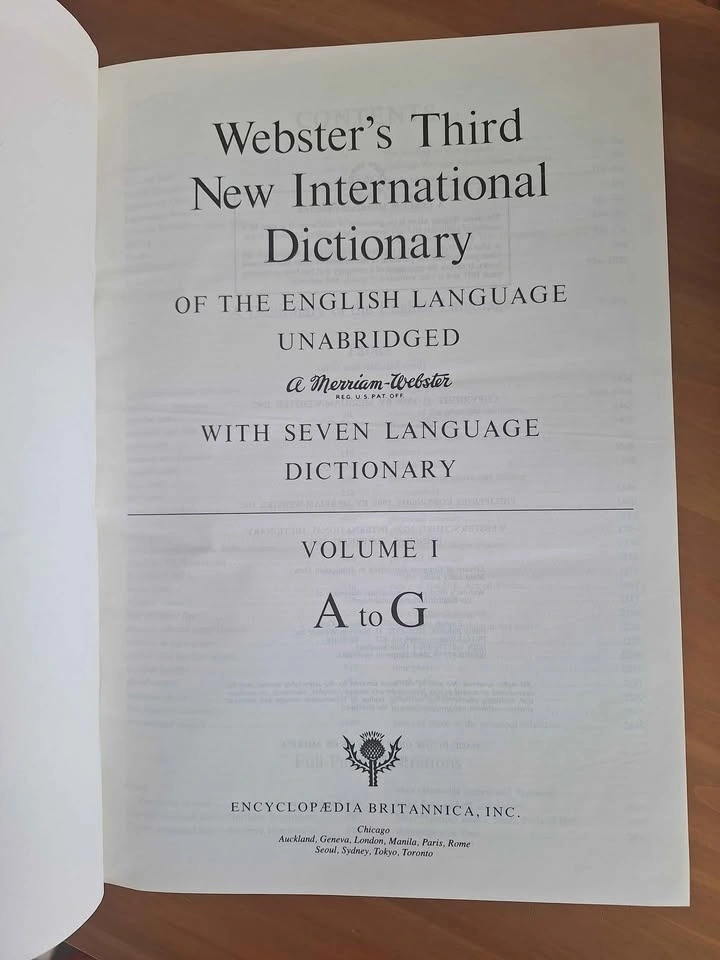 Webster's Third
New International
Dictionary
OF THE ENGLISH LANGUAGE
UNABRIDGED
a Merriam-Webster
REG. U.S. PAT. OFF.
WITH SEVEN LANGUAGE
DICTIONARY
VOLUME I
A to G
ENCYCLOPÆDIA BRITANNICA, INC.
Chicago
Auckland, Geneva, London, Manila, Paris, Rome
Seoul, Sydney, Tokyo, Toronto